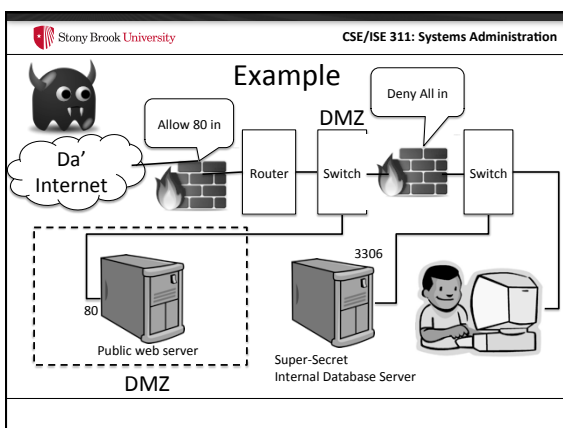 Stony Brook University
CSE/ISE 311: Systems Administration
Example
Deny All in
DMZ
Allow 80 in
Da'
Internet
Router
Switch
Switch
3306
80
Public web server
Super-Secret
Internal Database Server
DMZ